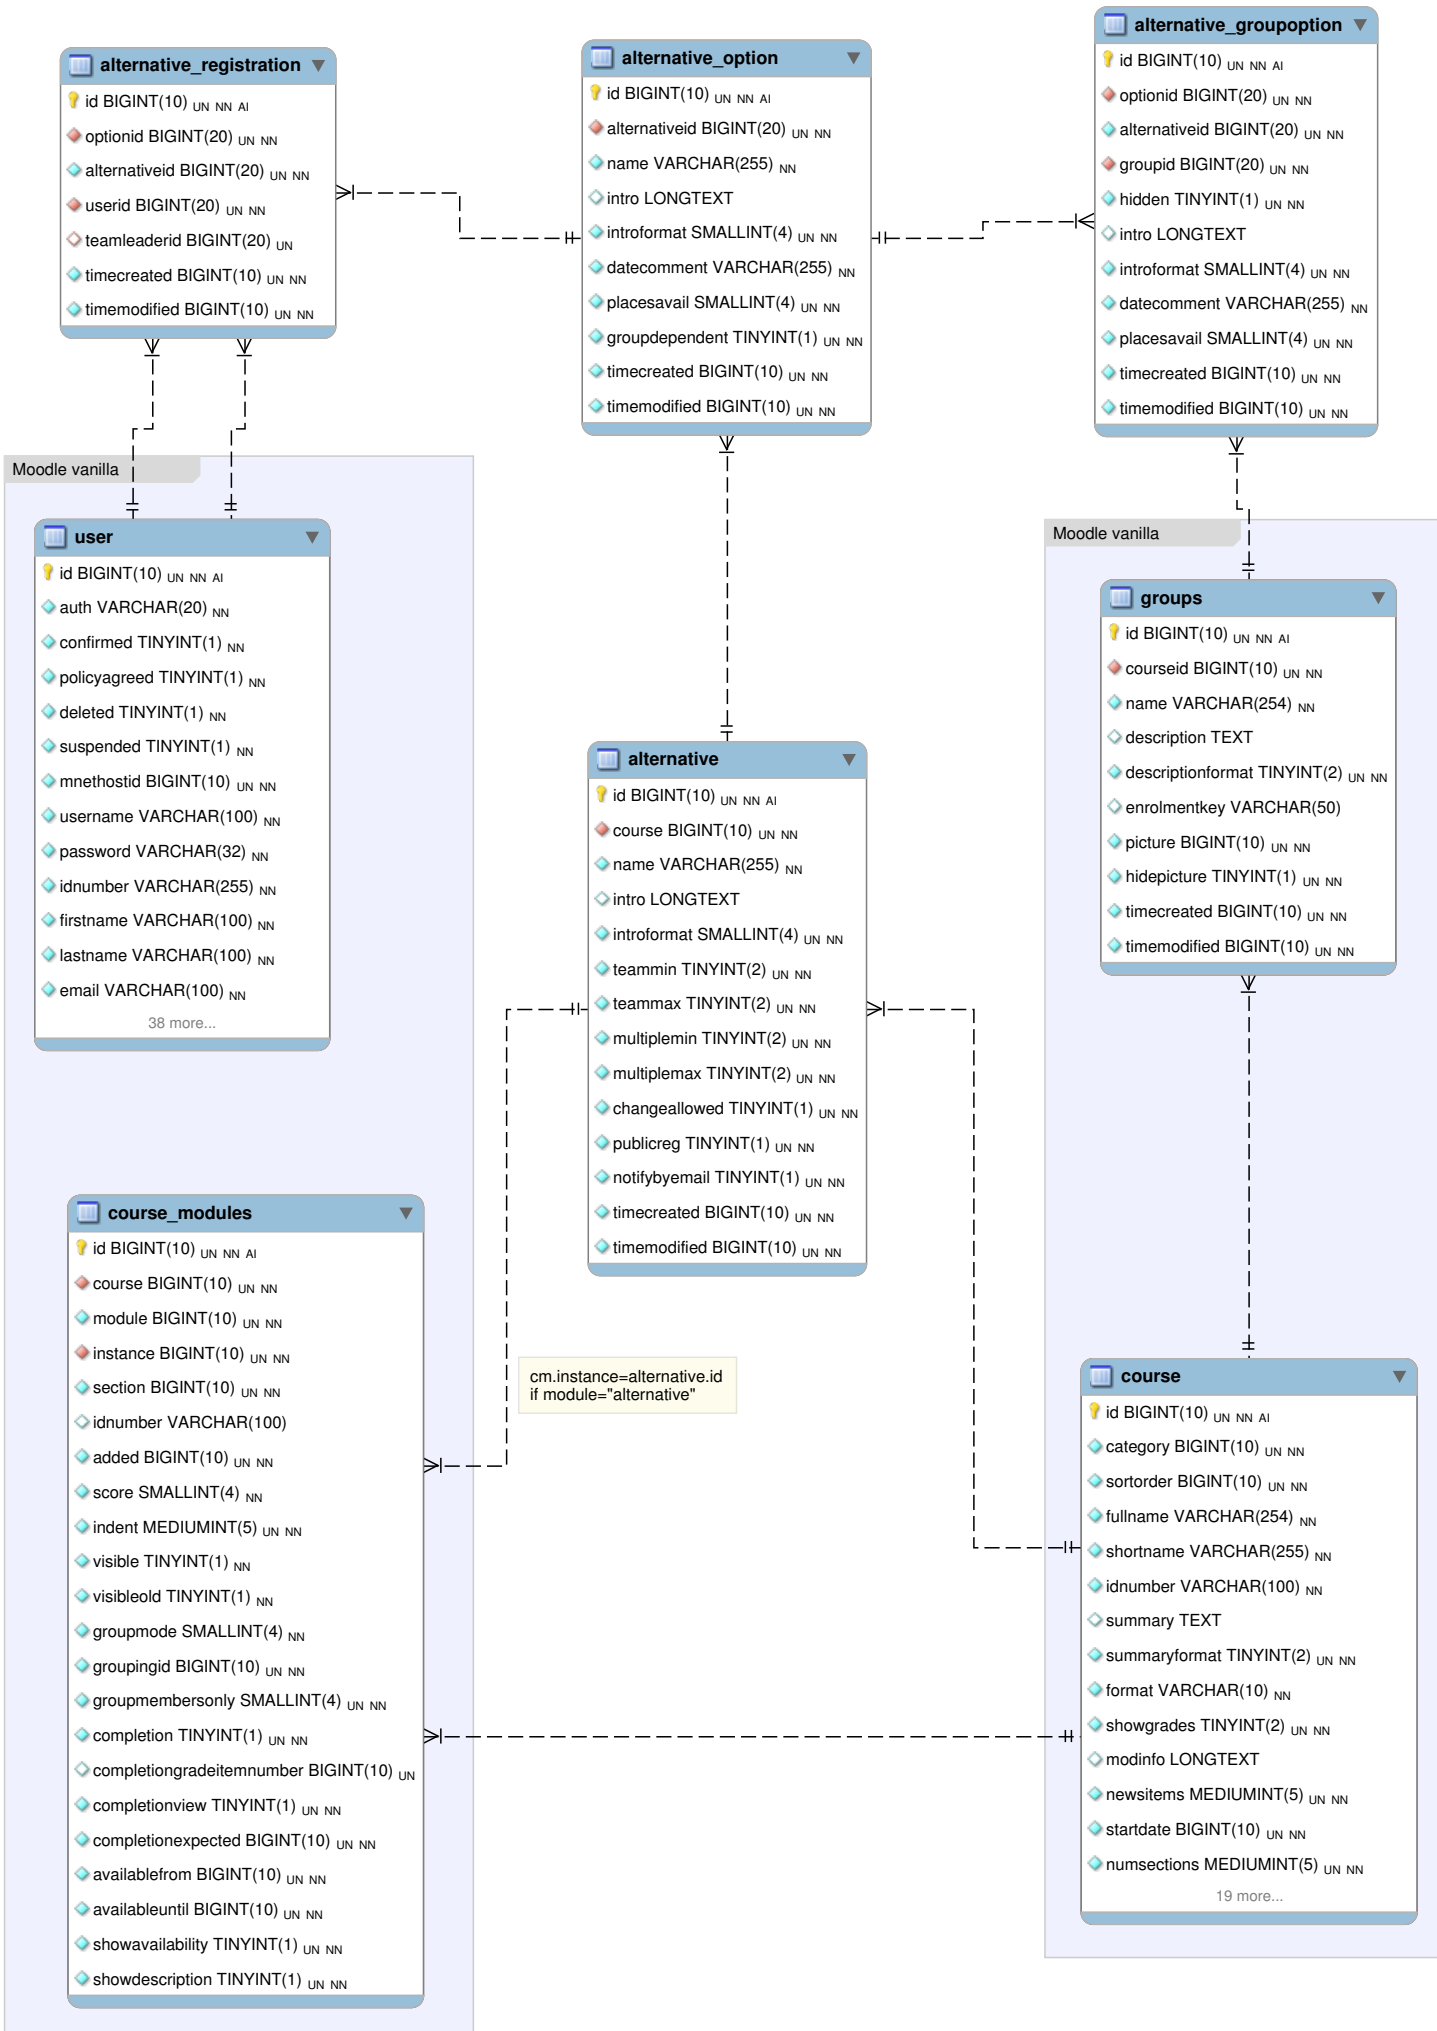 alternative_registration
id BIGINT(10) UN NN AI
optionid BIGINT(20) UN NN
alternativeid BIGINT(20) UN NN
userid BIGINT(20) UN NN
teamleaderid BIGINT(20) UN
timecreated BIGINT(10) UN NN
timemodified BIGINT(10) UN NN
alternative_option
id BIGINT(10) UN NN AI
alternativeid BIGINT(20) UN NN
name VARCHAR(255) NN
intro LONGTEXT
introformat SMALLINT(4) UN NN
datecomment VARCHAR(255) NN
placesavail SMALLINT(4) UN NN
groupdependent TINYINT(1) UN NN
timecreated BIGINT(10) UN NN
timemodified BIGINT(10) UN NN
alternative_groupoption
id BIGINT(10) UN NN AI
optionid BIGINT(20) UN NN
alternativeid BIGINT(20) UN NN
groupid BIGINT(20) UN NN
hidden TINYINT(1) UN NN
intro LONGTEXT
introformat SMALLINT(4) UN NN
datecomment VARCHAR(255) NN
placesavail SMALLINT(4) UN NN
timecreated BIGINT(10) UN NN
timemodified BIGINT(10) UN NN
Moodle vanilla
user
id BIGINT(10) UN NN AI
auth VARCHAR(20) NN
confirmed TINYINT(1) NN
policyagreed TINYINT(1) NN
deleted TINYINT(1) NN
suspended TINYINT(1) NN
mnethostid BIGINT(10) UN NN
username VARCHAR(100) NN
password VARCHAR(32) NN
idnumber VARCHAR(255) NN
firstname VARCHAR(100) NN
lastname VARCHAR(100) NN
email VARCHAR(100) NN
38 more...
Moodle vanilla
groups
id BIGINT(10) UN NN AI
courseid BIGINT(10) UN NN
name VARCHAR(254) NN
description TEXT
descriptionformat TINYINT(2) UN NN
enrolmentkey VARCHAR(50)
picture BIGINT(10) UN NN
hidepicture TINYINT(1) UN NN
timecreated BIGINT(10) UN NN
timemodified BIGINT(10) UN NN
alternative
id BIGINT(10) UN NN AI
course BIGINT(10) UN NN
name VARCHAR(255) NN
intro LONGTEXT
introformat SMALLINT(4) UN NN
teammin TINYINT(2) UN NN
teammax TINYINT(2) UN NN
multiplemin TINYINT(2) UN NN
multiplemax TINYINT(2) UN NN
changeallowed TINYINT(1) UN NN
publicreg TINYINT(1) UN NN
notifybyemail TINYINT(1) UN NN
timecreated BIGINT(10) UN NN
timemodified BIGINT(10) UN NN
course_modules
id BIGINT(10) UN NN AI
course BIGINT(10) UN NN
module BIGINT(10) UN NN
instance BIGINT(10) UN NN
section BIGINT(10) UN NN
idnumber VARCHAR(100)
added BIGINT(10) UN NN
score SMALLINT(4) NN
indent MEDIUMINT(5) UN NN
visible TINYINT(1) NN
visibleold TINYINT(1) NN
groupmode SMALLINT(4) NN
groupingid BIGINT(10) UN NN
groupmembersonly SMALLINT(4) UN NN
completion TINYINT(1) UN NN
completiongradeitemnumber BIGINT(10) UN
completionview TINYINT(1) UN NN
completionexpected BIGINT(10) UN NN
availablefrom BIGINT(10) UN NN
availableuntil BIGINT(10) UN NN
showavailability TINYINT(1) UN NN
showdescription TINYINT(1) UN NN
cm.instance=alternative.id
if module="alternative"
course
id BIGINT(10) UN NN AI
category BIGINT(10) UN NN
sortorder BIGINT(10) UN NN
fullname VARCHAR(254) NN
shortname VARCHAR(255) NN
idnumber VARCHAR(100) NN
summary TEXT
summaryformat TINYINT(2) UN NN
format VARCHAR(10) NN
showgrades TINYINT(2) UN NN
modinfo LONGTEXT
newsitems MEDIUMINT(5) UN NN
startdate BIGINT(10) UN NN
numsections MEDIUMINT(5) UN NN
19 more...